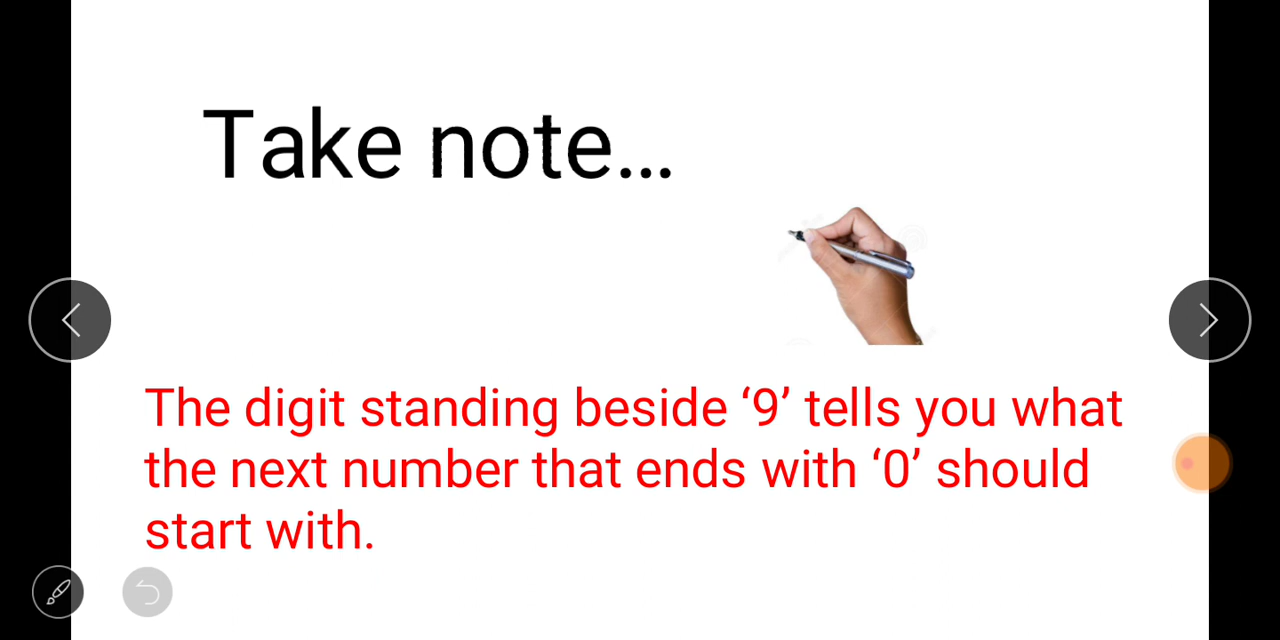 Take note...
The digit standing beside ‘9’ tells you what
the next number that ends with ‘0’ should
start with.